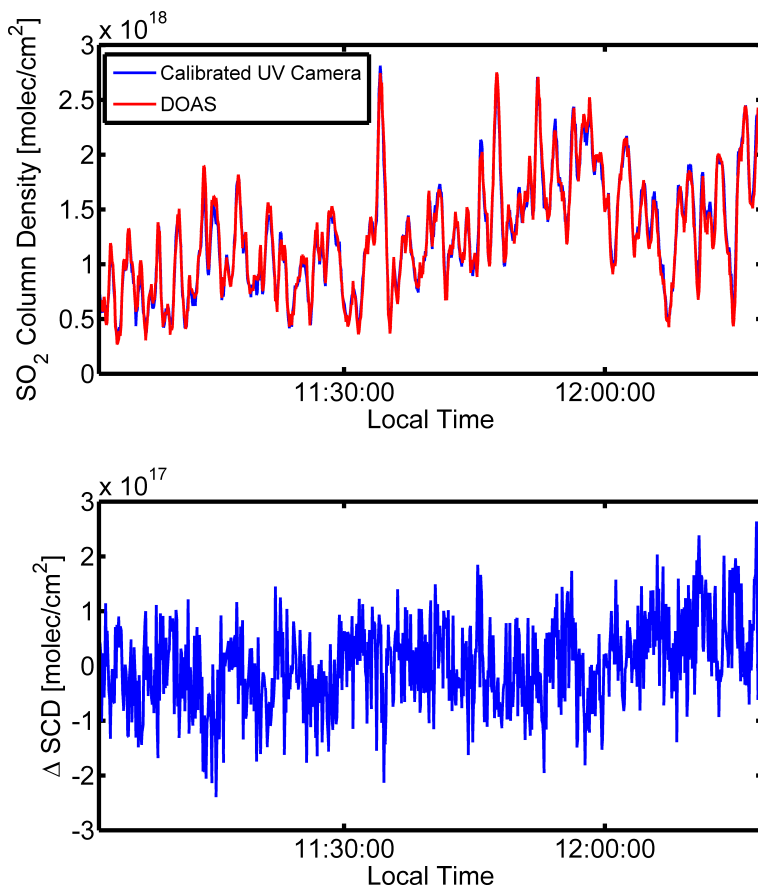 x 10^18
3
2.5
2
1.5
1
0.5
0
SO₂ Column Density [molec/cm²]
Calibrated UV Camera
DOAS
11:30:00 12:00:00
Local Time
x 10^17
3
2
1
0
-1
-2
-3
Δ SCD [molec/cm²]
11:30:00 12:00:00
Local Time